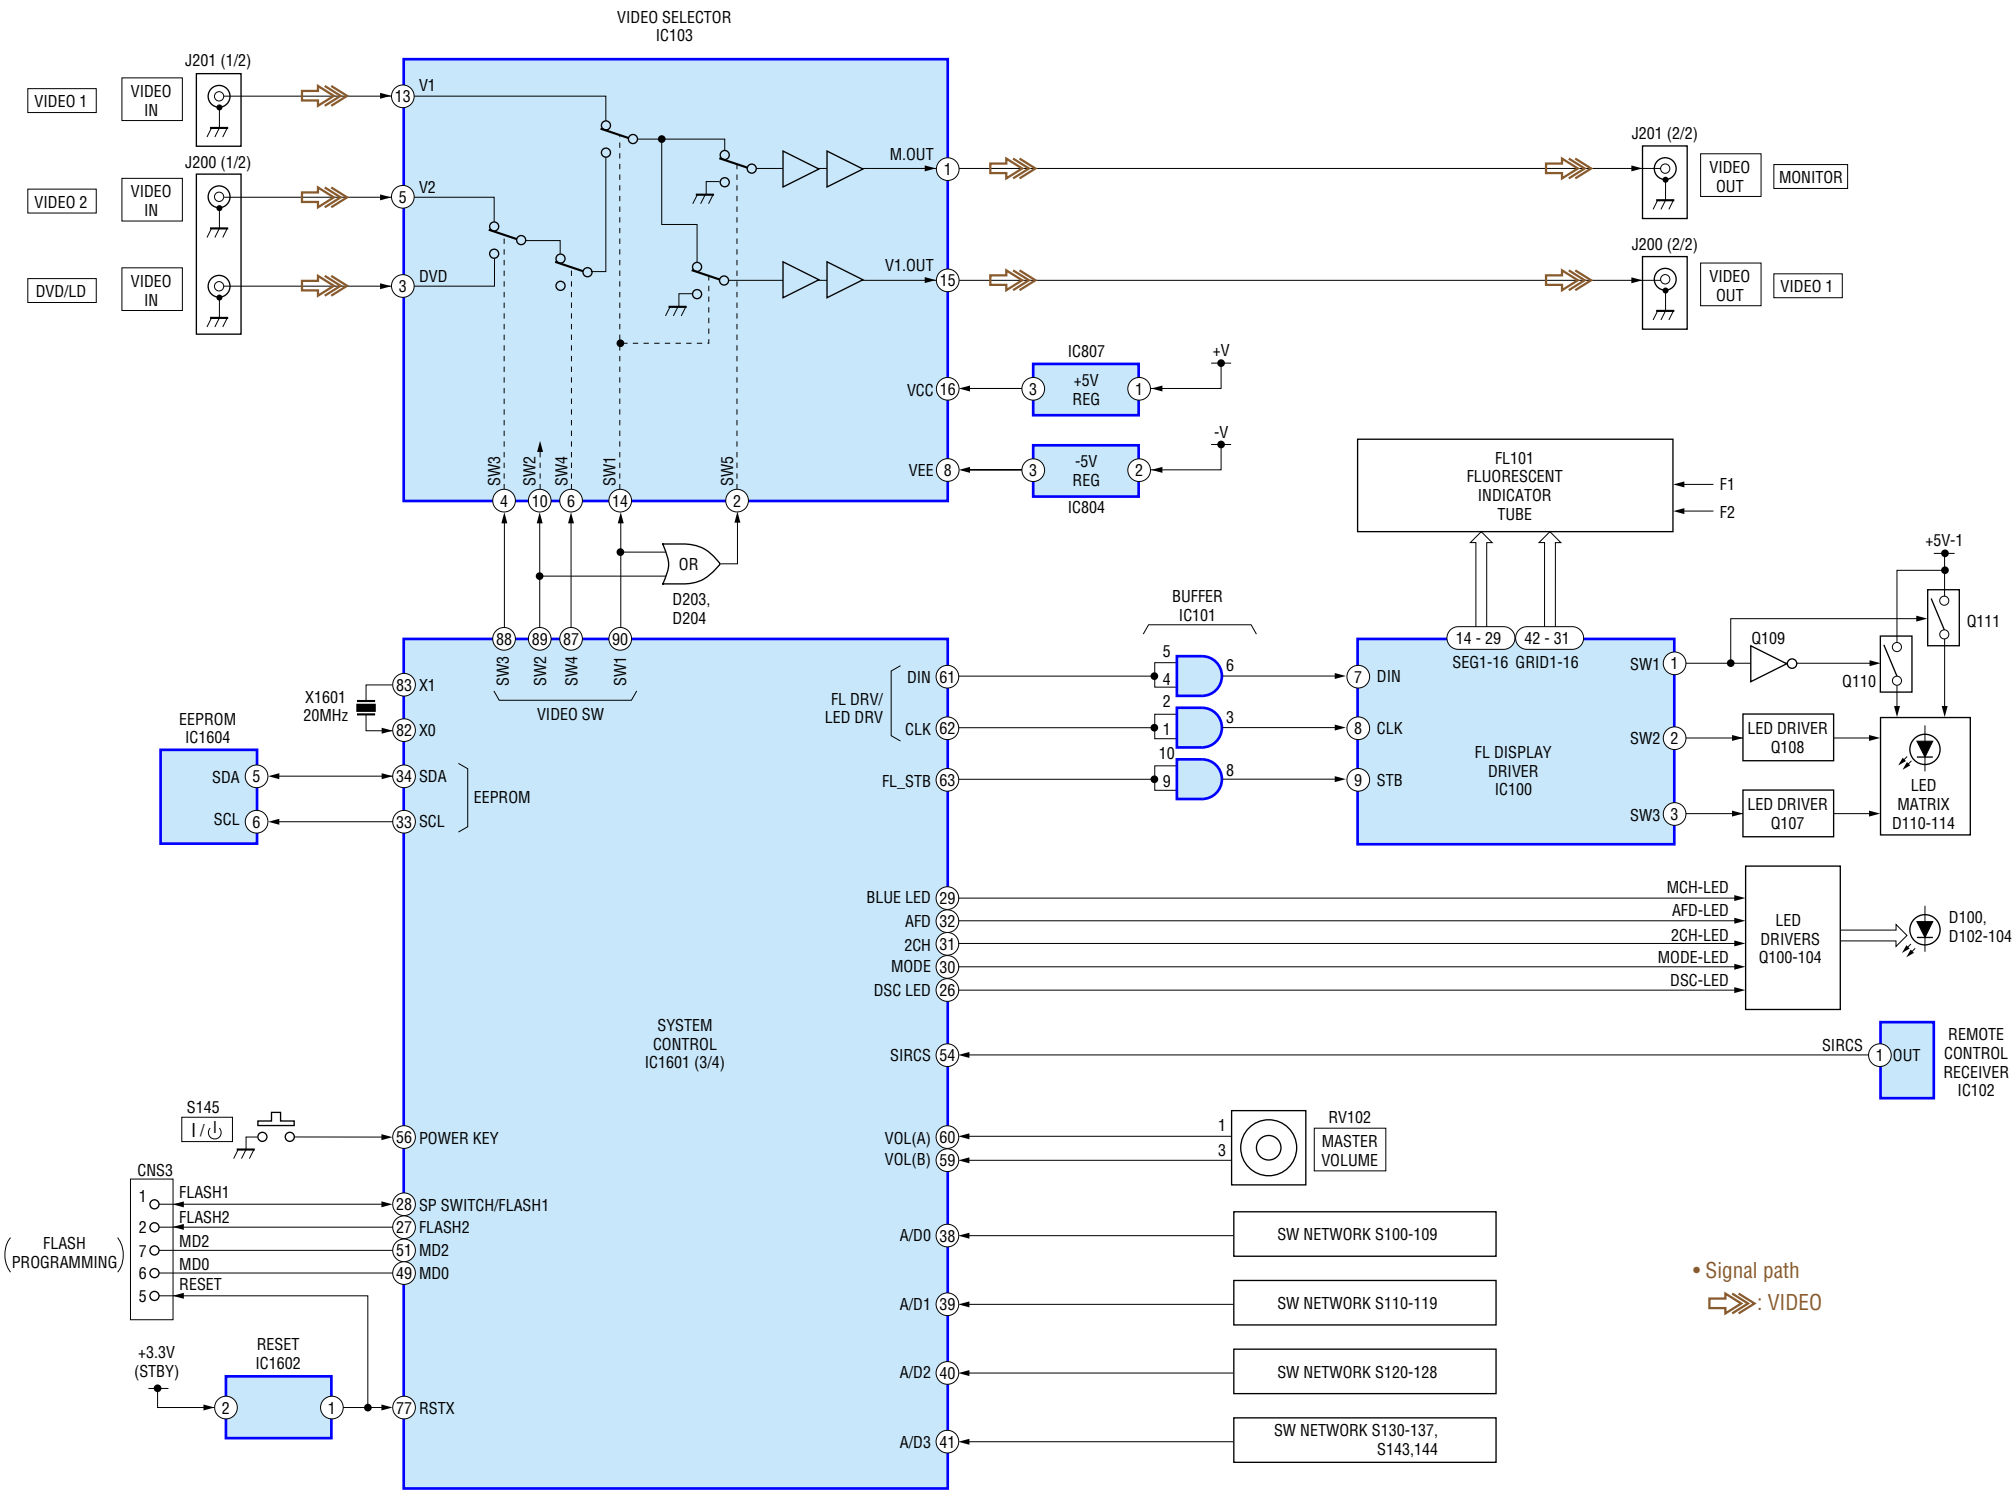 VIDEO SELECTOR
IC103
J201 (1/2)
VIDEO 1
VIDEO
IN
13
V1
J200 (1/2)
VIDEO 2
VIDEO
IN
5
V2
DVD/LD
VIDEO
IN
3
DVD
M.OUT
1
J201 (2/2)
VIDEO
OUT
MONITOR
V1.OUT
15
J200 (2/2)
VIDEO
OUT
VIDEO 1
VCC
16
IC807
3
+5V
REG
1
+V
VEE
8
3
-5V
REG
2
-V
IC804
SW3
SW2
SW4
SW1
SW5
4
10
6
14
2
OR
D203,
D204
88
89
87
90
SW3
SW2
SW4
SW1
VIDEO SW
FL101
FLUORESCENT
INDICATOR
TUBE
F1
F2
+5V-1
Q111
Q109
Q110
BUFFER
IC101
5
4
6
2
1
3
10
9
8
14 - 29
42 - 31
SEG1-16
GRID1-16
7
DIN
8
CLK
9
STB
FL DISPLAY
DRIVER
IC100
SW1
1
SW2
2
SW3
3
LED DRIVER
Q108
LED DRIVER
Q107
LED
MATRIX
D110-114
X1601
20MHz
83
X1
82
X0
EEPROM
IC1604
SDA
5
34
SDA
SCL
6
33
SCL
EEPROM
FL DRV/
LED DRV
DIN
61
CLK
62
FL_STB
63
BLUE LED
29
MCH-LED
AFD
32
AFD-LED
2CH
31
2CH-LED
MODE
30
MODE-LED
DSC LED
26
DSC-LED
LED
DRIVERS
Q100-104
D100,
D102-104
SYSTEM
CONTROL
IC1601 (3/4)
SIRCS
54
SIRCS
1
OUT
REMOTE
CONTROL
RECEIVER
IC102
S145
I /
56
POWER KEY
VOL(A)
60
1
VOL(B)
59
3
RV102
MASTER
VOLUME
CNS3
(FLASH
PROGRAMMING)
1
FLASH1
28
SP SWITCH/FLASH1
2
FLASH2
27
FLASH2
7
MD2
51
MD2
6
MD0
49
MD0
5
RESET
A/D0
38
SW NETWORK S100-109
A/D1
39
SW NETWORK S110-119
A/D2
40
SW NETWORK S120-128
A/D3
41
SW NETWORK S130-137,
S143,144
+3.3V
(STBY)
RESET
IC1602
2
1
77
RSTX
• Signal path
: VIDEO